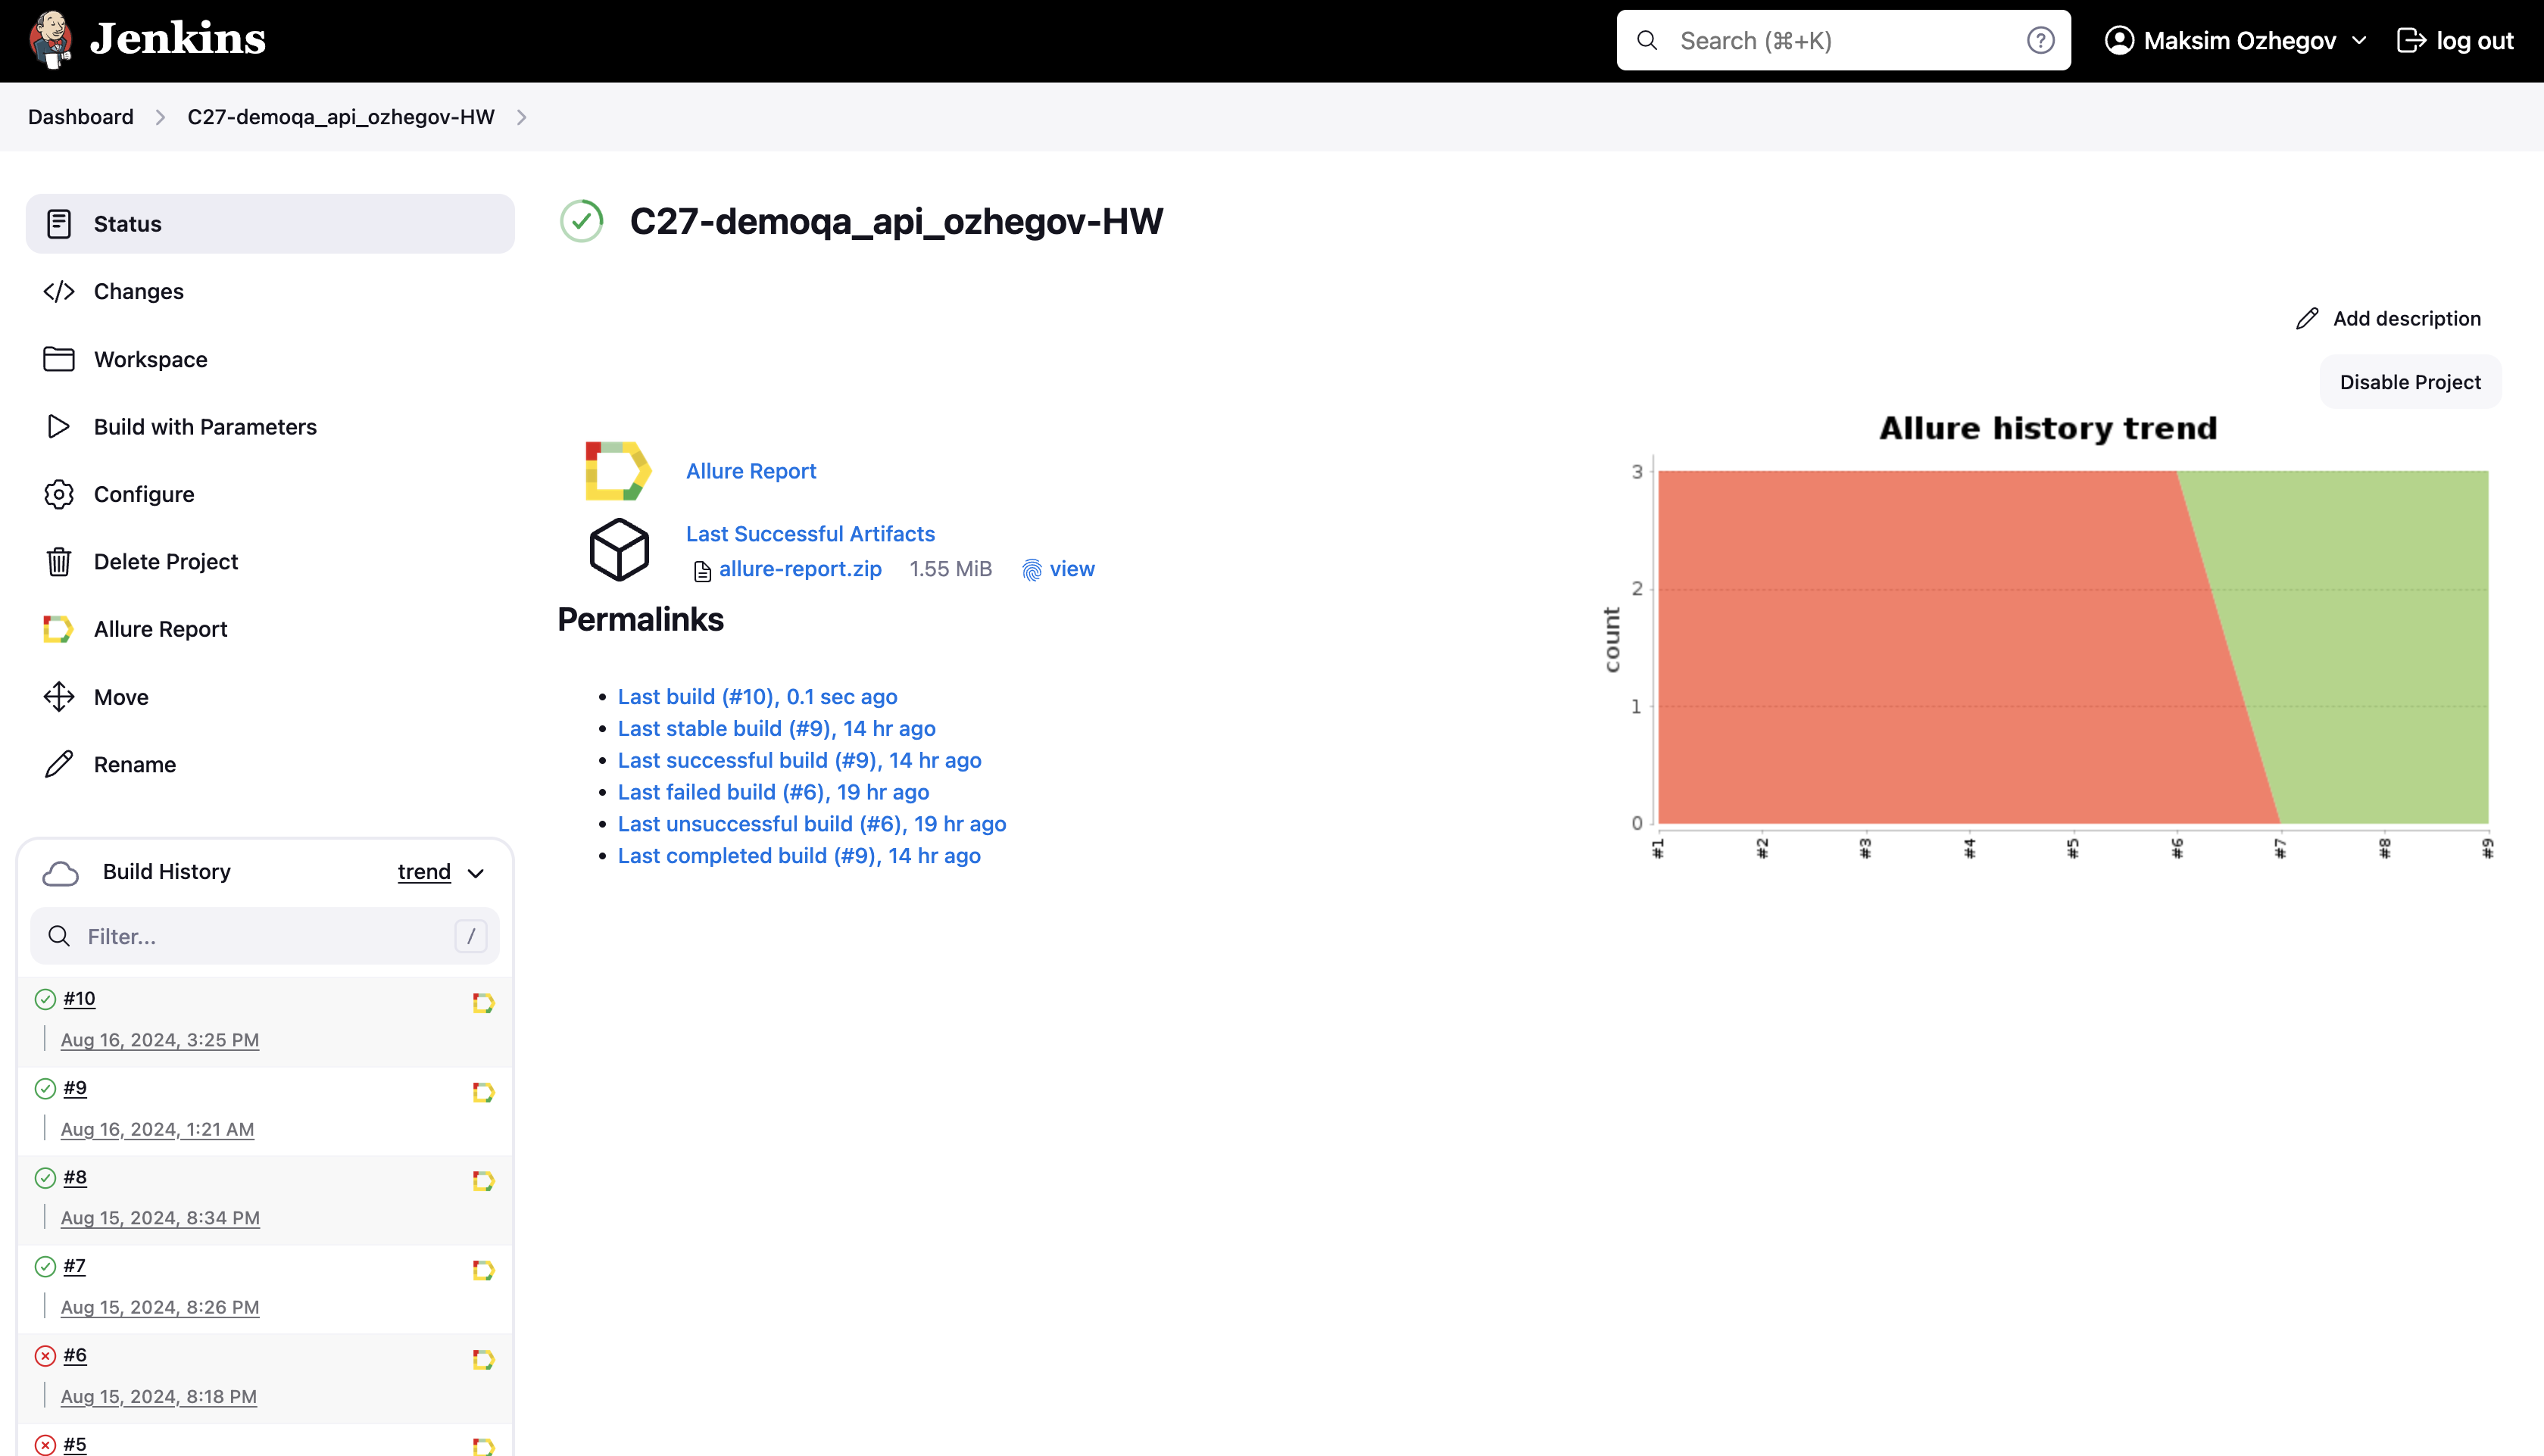 Jenkins
Search (⌘+K)
?
Maksim Ozhegov
log out
Dashboard
C27-demoqa_api_ozhegov-HW
Status
Changes
Workspace
Build with Parameters
Configure
Delete Project
Allure Report
Move
Rename
Build History
trend
Filter...
/
#10
Aug 16, 2024, 3:25 PM
#9
Aug 16, 2024, 1:21 AM
#8
Aug 15, 2024, 8:34 PM
#7
Aug 15, 2024, 8:26 PM
#6
Aug 15, 2024, 8:18 PM
#5
C27-demoqa_api_ozhegov-HW
Add description
Disable Project
Allure Report
Last Successful Artifacts
allure-report.zip 1.55 MiB view
Permalinks
Last build (#10), 0.1 sec ago
Last stable build (#9), 14 hr ago
Last successful build (#9), 14 hr ago
Last failed build (#6), 19 hr ago
Last unsuccessful build (#6), 19 hr ago
Last completed build (#9), 14 hr ago
Allure history trend
count
3
2
1
0
#1
#2
#3
#4
#5
#6
#7
#8
#9